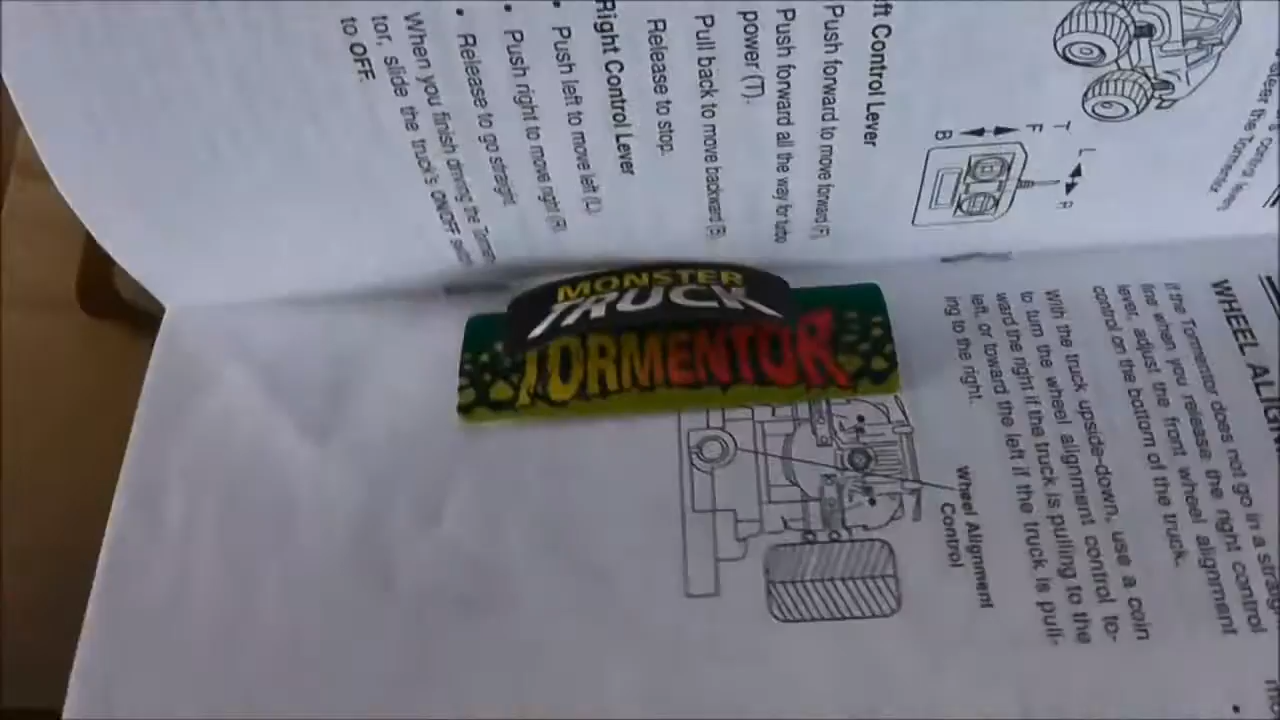 steer the Tormentor.
T
F
B
L
R
ft Control Lever
Push forward to move forward (F).
Push forward all the way for turbo
power (T).
Pull back to move backward (B).
Release to stop.
Right Control Lever
• Push left to move left (L).
• Push right to move right (R).
• Release to go straight.
When you finish driving the Tormen
tor, slide the truck's ON/OFF switch
to OFF.
MONSTER
TRUCK
TORMENTOR
WHEEL ALIGN
If the Tormentor does not go in a straigh
line when you release the right control
lever, adjust the front wheel alignment
control on the bottom of the truck.
With the truck upside-down, use a coin
to turn the wheel alignment control to-
ward the right if the truck is pulling to the
left, or toward the left if the truck is pull-
ing to the right.
Wheel Alignment
Control